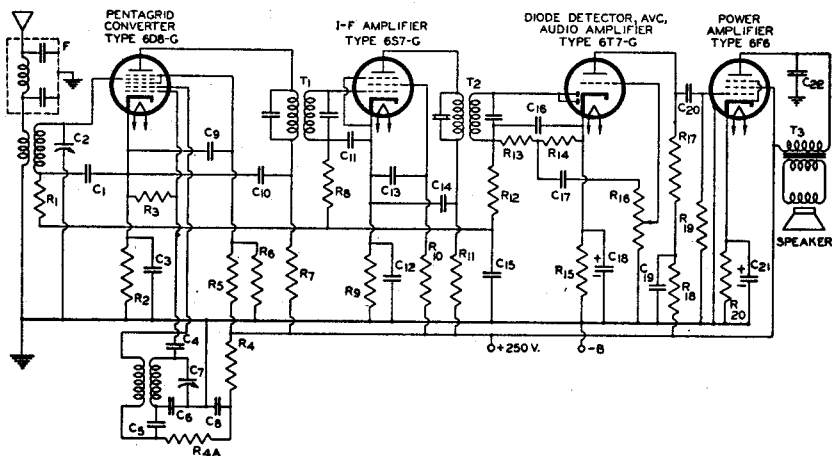 PENTAGRID
CONVERTER
TYPE 6D8-G
I-F AMPLIFIER
TYPE 6S7-G
DIODE DETECTOR, AVC,
AUDIO AMPLIFIER
TYPE 6T7-G
POWER
AMPLIFIER
TYPE 6F6
F
C2
C9
T1
C11
T2
C16
C20
C22
R17
T3
R1
C1
R3
C10
R8
C13
C14
R13
R14
R12
C17
R16
R19
SPEAKER
R2
C3
R5
R6
R7
R9
C12
R10
R11
C15
R15
C18
C19
R18
R20
C21
+
−
+
−
C4
R4
+250 V.
−B
C7
C6
C8
C5
R4A